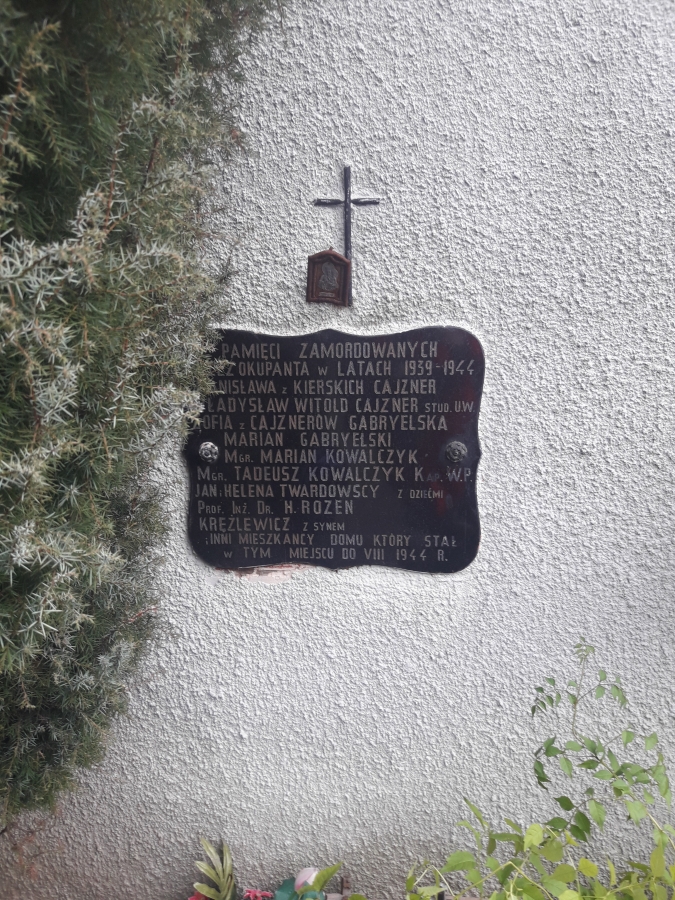 PAMIĘCI ZAMORDOWANYCH
OKUPANTA W LATACH 1939-1944
NISŁAWA Z KIERSKICH CAJZNER
ŁADYSŁAW WITOLD CAJZNER STUD. U.W.
OFIA Z CAJZNERÓW GABRYELSKA
MARIAN GABRYELSKI
MGR. MARIAN KOWALCZYK
MGR. TADEUSZ KOWALCZYK KAP. W.P.
JAN i HELENA TWARDOWSCY Z DZIEĆMI
PROF. INŻ. DR. H. ROZEN
KRĘŻLEWICZ Z SYNEM
i INNI MIESZKAŃCY DOMU KTÓRY STAŁ
W TYM MIEJSCU DO VIII 1944 R.